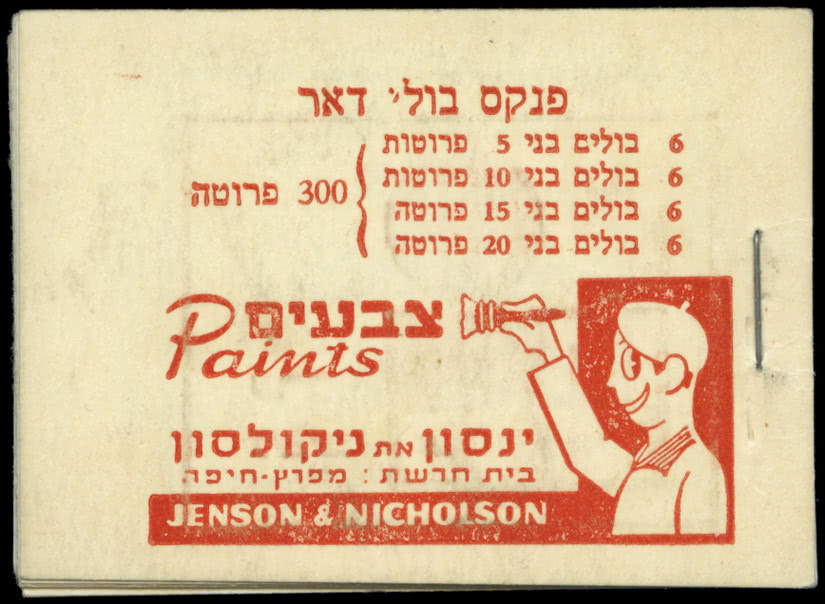 פנקס בולי דאר
6 בולים בני 5 פרוטות
6 בולים בני 10 פרוטות
6 בולים בני 15 פרוטה
6 בולים בני 20 פרוטה
300 פרוטה
צבעים
Paints
ינסון את ניקולסון
בית חרשת: מפרץ-חיפה
JENSON & NICHOLSON